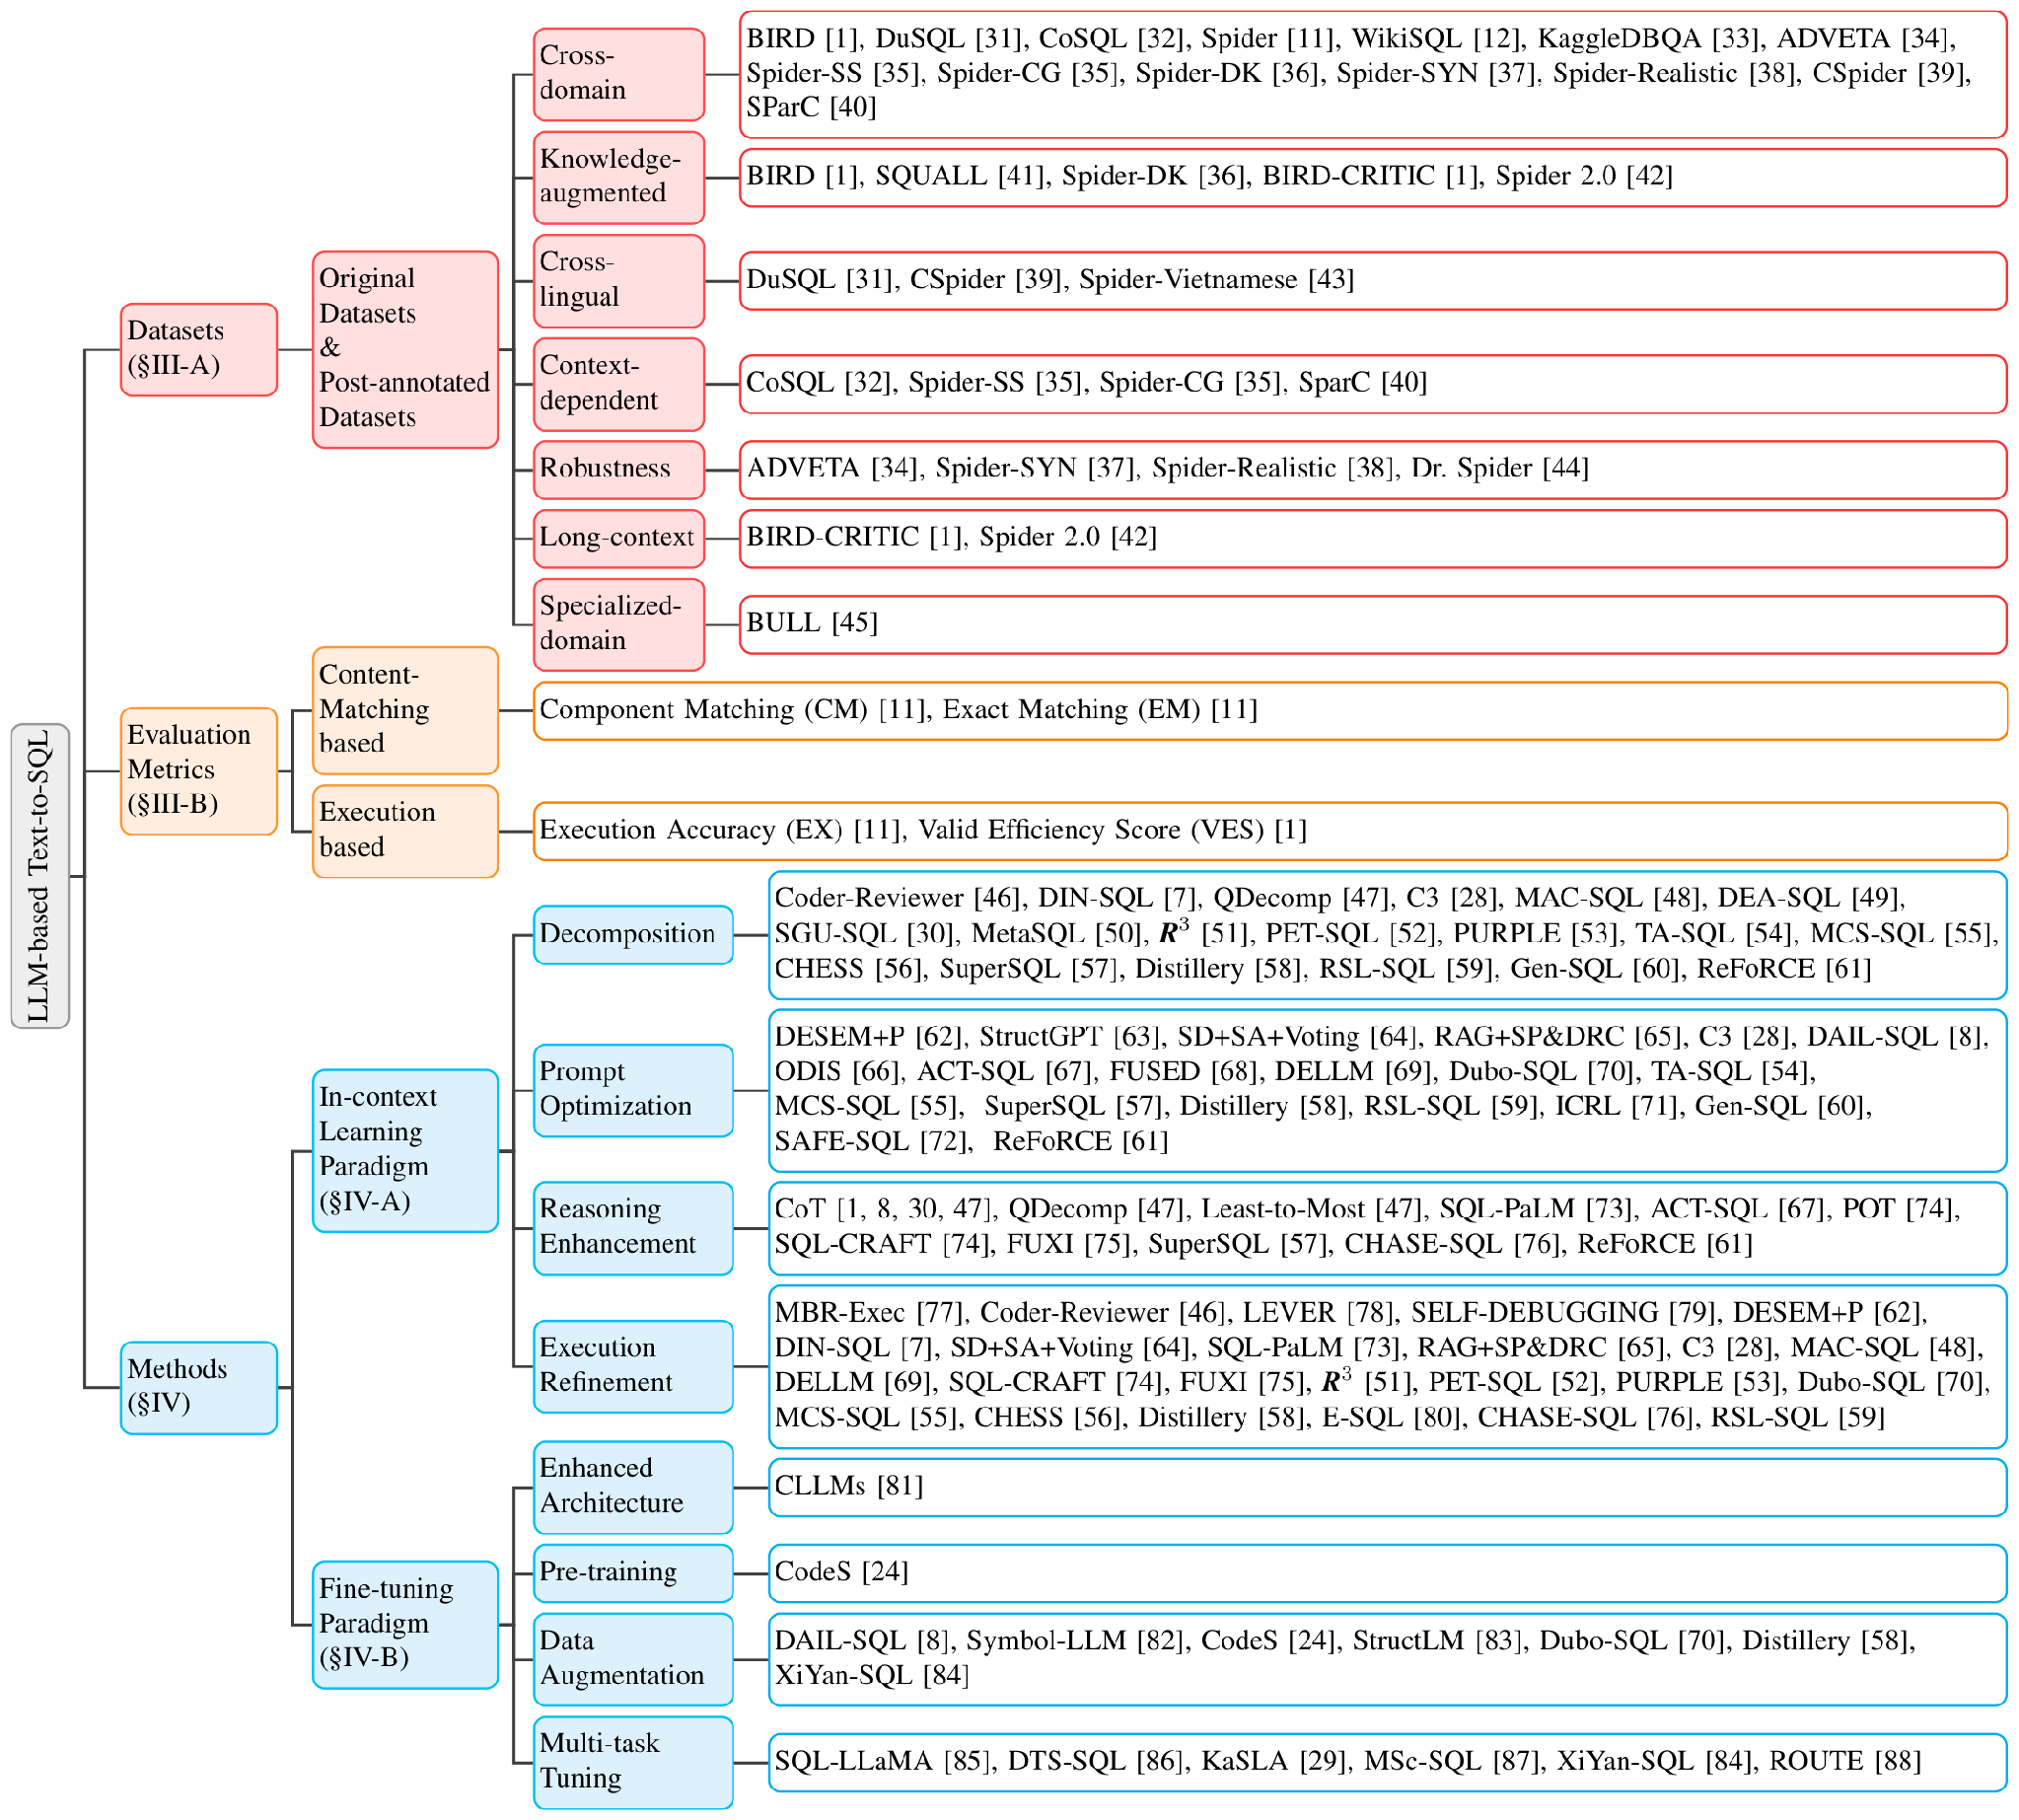 LLM-based Text-to-SQL
Datasets
(§III-A)
Original
Datasets
&
Post-annotated
Datasets
Cross-
domain
BIRD [1], DuSQL [31], CoSQL [32], Spider [11], WikiSQL [12], KaggleDBQA [33], ADVETA [34],
Spider-SS [35], Spider-CG [35], Spider-DK [36], Spider-SYN [37], Spider-Realistic [38], CSpider [39],
SParC [40]
Knowledge-
augmented
BIRD [1], SQUALL [41], Spider-DK [36], BIRD-CRITIC [1], Spider 2.0 [42]
Cross-
lingual
DuSQL [31], CSpider [39], Spider-Vietnamese [43]
Context-
dependent
CoSQL [32], Spider-SS [35], Spider-CG [35], SparC [40]
Robustness
ADVETA [34], Spider-SYN [37], Spider-Realistic [38], Dr. Spider [44]
Long-context
BIRD-CRITIC [1], Spider 2.0 [42]
Specialized-
domain
BULL [45]
Evaluation
Metrics
(§III-B)
Content-
Matching
based
Component Matching (CM) [11], Exact Matching (EM) [11]
Execution
based
Execution Accuracy (EX) [11], Valid Efficiency Score (VES) [1]
Methods
(§IV)
In-context
Learning
Paradigm
(§IV-A)
Decomposition
Coder-Reviewer [46], DIN-SQL [7], QDecomp [47], C3 [28], MAC-SQL [48], DEA-SQL [49],
SGU-SQL [30], MetaSQL [50], R³ [51], PET-SQL [52], PURPLE [53], TA-SQL [54], MCS-SQL [55],
CHESS [56], SuperSQL [57], Distillery [58], RSL-SQL [59], Gen-SQL [60], ReFoRCE [61]
Prompt
Optimization
DESEM+P [62], StructGPT [63], SD+SA+Voting [64], RAG+SP&DRC [65], C3 [28], DAIL-SQL [8],
ODIS [66], ACT-SQL [67], FUSED [68], DELLM [69], Dubo-SQL [70], TA-SQL [54],
MCS-SQL [55], SuperSQL [57], Distillery [58], RSL-SQL [59], ICRL [71], Gen-SQL [60],
SAFE-SQL [72], ReFoRCE [61]
Reasoning
Enhancement
CoT [1, 8, 30, 47], QDecomp [47], Least-to-Most [47], SQL-PaLM [73], ACT-SQL [67], POT [74],
SQL-CRAFT [74], FUXI [75], SuperSQL [57], CHASE-SQL [76], ReFoRCE [61]
Execution
Refinement
MBR-Exec [77], Coder-Reviewer [46], LEVER [78], SELF-DEBUGGING [79], DESEM+P [62],
DIN-SQL [7], SD+SA+Voting [64], SQL-PaLM [73], RAG+SP&DRC [65], C3 [28], MAC-SQL [48],
DELLM [69], SQL-CRAFT [74], FUXI [75], R³ [51], PET-SQL [52], PURPLE [53], Dubo-SQL [70],
MCS-SQL [55], CHESS [56], Distillery [58], E-SQL [80], CHASE-SQL [76], RSL-SQL [59]
Fine-tuning
Paradigm
(§IV-B)
Enhanced
Architecture
CLLMs [81]
Pre-training
CodeS [24]
Data
Augmentation
DAIL-SQL [8], Symbol-LLM [82], CodeS [24], StructLM [83], Dubo-SQL [70], Distillery [58],
XiYan-SQL [84]
Multi-task
Tuning
SQL-LLaMA [85], DTS-SQL [86], KaSLA [29], MSc-SQL [87], XiYan-SQL [84], ROUTE [88]